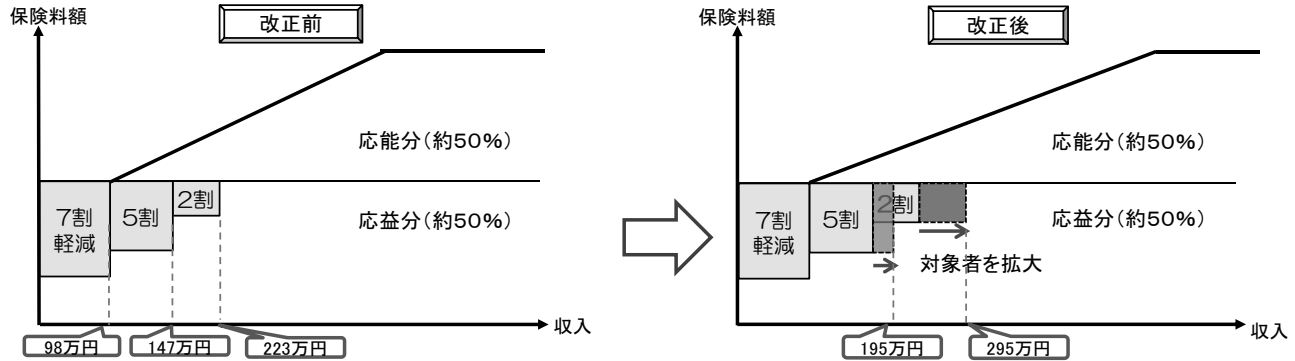 保険料額
改正前
応能分(約50%)
7割
軽減
5割
2割
応益分(約50%)
収入
98万円
147万円
223万円
保険料額
改正後
応能分(約50%)
7割
軽減
5割
2割
応益分(約50%)
対象者を拡大
収入
195万円
295万円